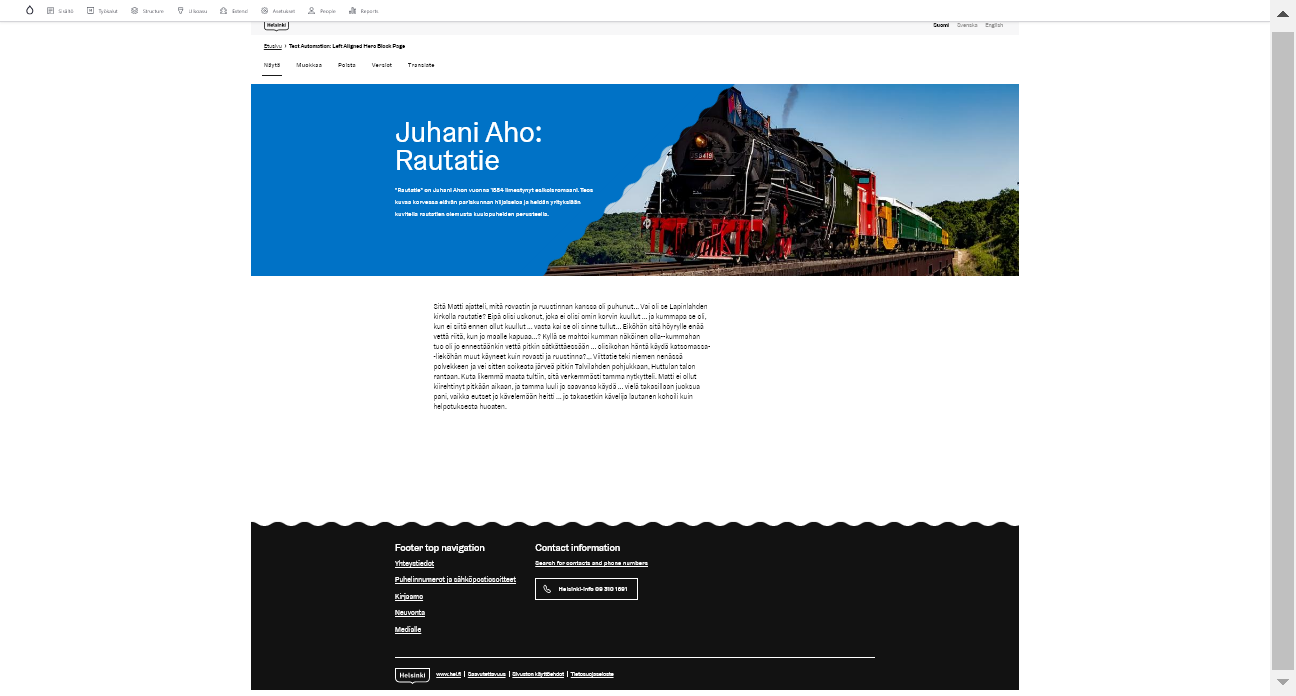 Sisältö Työkalut Structure Ulkoasu Extend Asetukset People Reports
Helsinki
Suomi Svenska English
Etusivu › Test Automation: Left Aligned Hero Block Page
Näytä Muokkaa Poista Versiot Translate
Juhani Aho:
Rautatie
"Rautatie" on Juhani Ahon vuonna 1884 ilmestynyt esikoisromaani. Teos
kuvaa korvessa elävän pariskunnan hiljaiseloa ja heidän yrityksiään
kuvitella rautatien olemusta kuulopuheiden perusteella.
Sitä Matti ajatteli, mitä rovastin ja ruustinnan kanssa oli puhunut... Vai oli se Lapinlahden
kirkolla rautatie? Eipä olisi uskonut, joka ei olisi omin korvin kuullut ... ja kummapa se oli,
kun ei siitä ennen ollut kuullut ... vasta kai se oli sinne tullut... Eiköhän sitä höyrylle enää
vettä riitä, kun jo maalle kapuaa...? Kyllä se mahtoi kumman näköinen olla--kummahan
tuo oli jo ennestäänkin vettä pitkin sätkättäessään ... olisikohan häntä käydä katsomassa-
-lieköhän muut käyneet kuin rovasti ja ruustinna?... Viittatie teki niemen nenässä
polvekkeen ja vei sitten soikeata järveä pitkin Talvilahden pohjukkaan, Huttulan talon
rantaan. Kuta likemmä maata tultiin, sitä verkemmästi tamma nytkytteli. Matti ei ollut
kiirehtinyt pitkään aikaan, ja tamma luuli jo saavansa käydä ... vielä takasillaan juoksua
pani, vaikka eutset jo kävelemään heitti ... jo takasetkin kävelijä lautanen kohoili kuin
helpotuksesta huoaten.
Footer top navigation
Yhteystiedot
Puhelinnumerot ja sähköpostiosoitteet
Kirjaamo
Neuvonta
Medialle
Contact information
Search for contacts and phone numbers
Helsinki-info 09 310 1691
Helsinki www.hel.fi Saavutettavuus Sivuston käyttöehdot Tietosuojaseloste